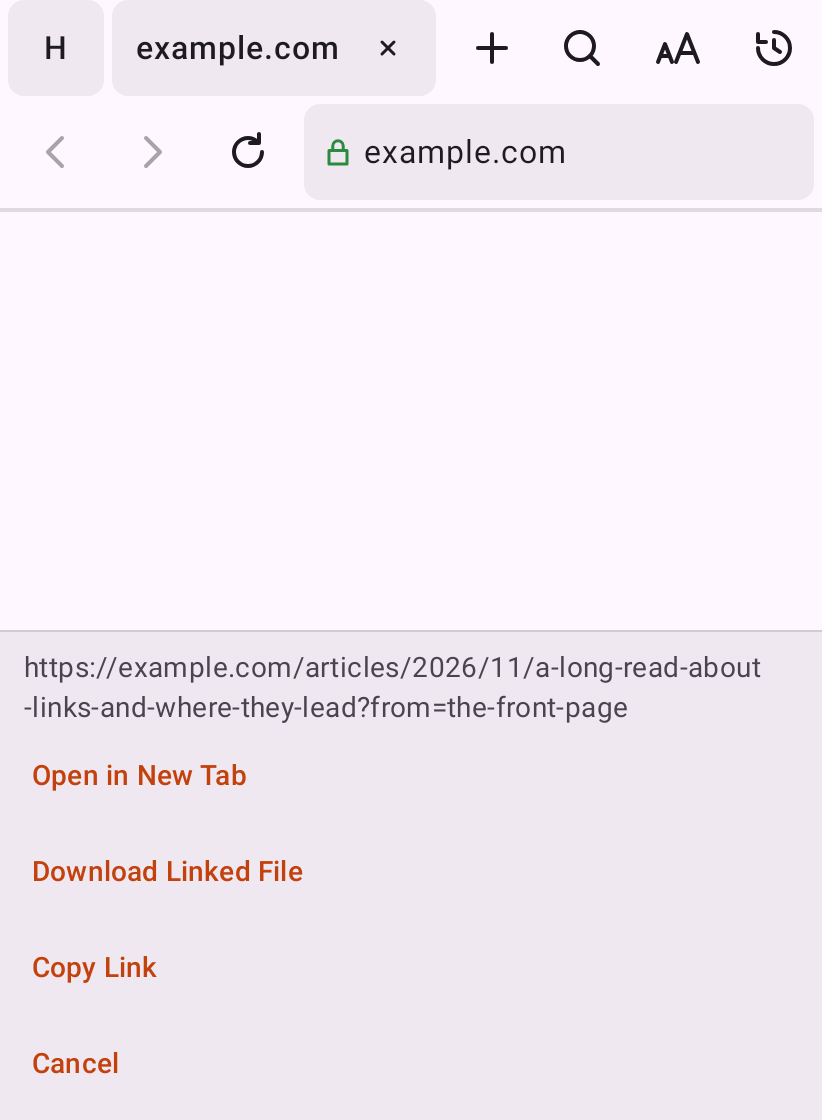 H
example.com
AA
example.com
https://example.com/articles/2026/11/a-long-read-about
-links-and-where-they-lead?from=the-front-page
Open in New Tab
Download Linked File
Copy Link
Cancel